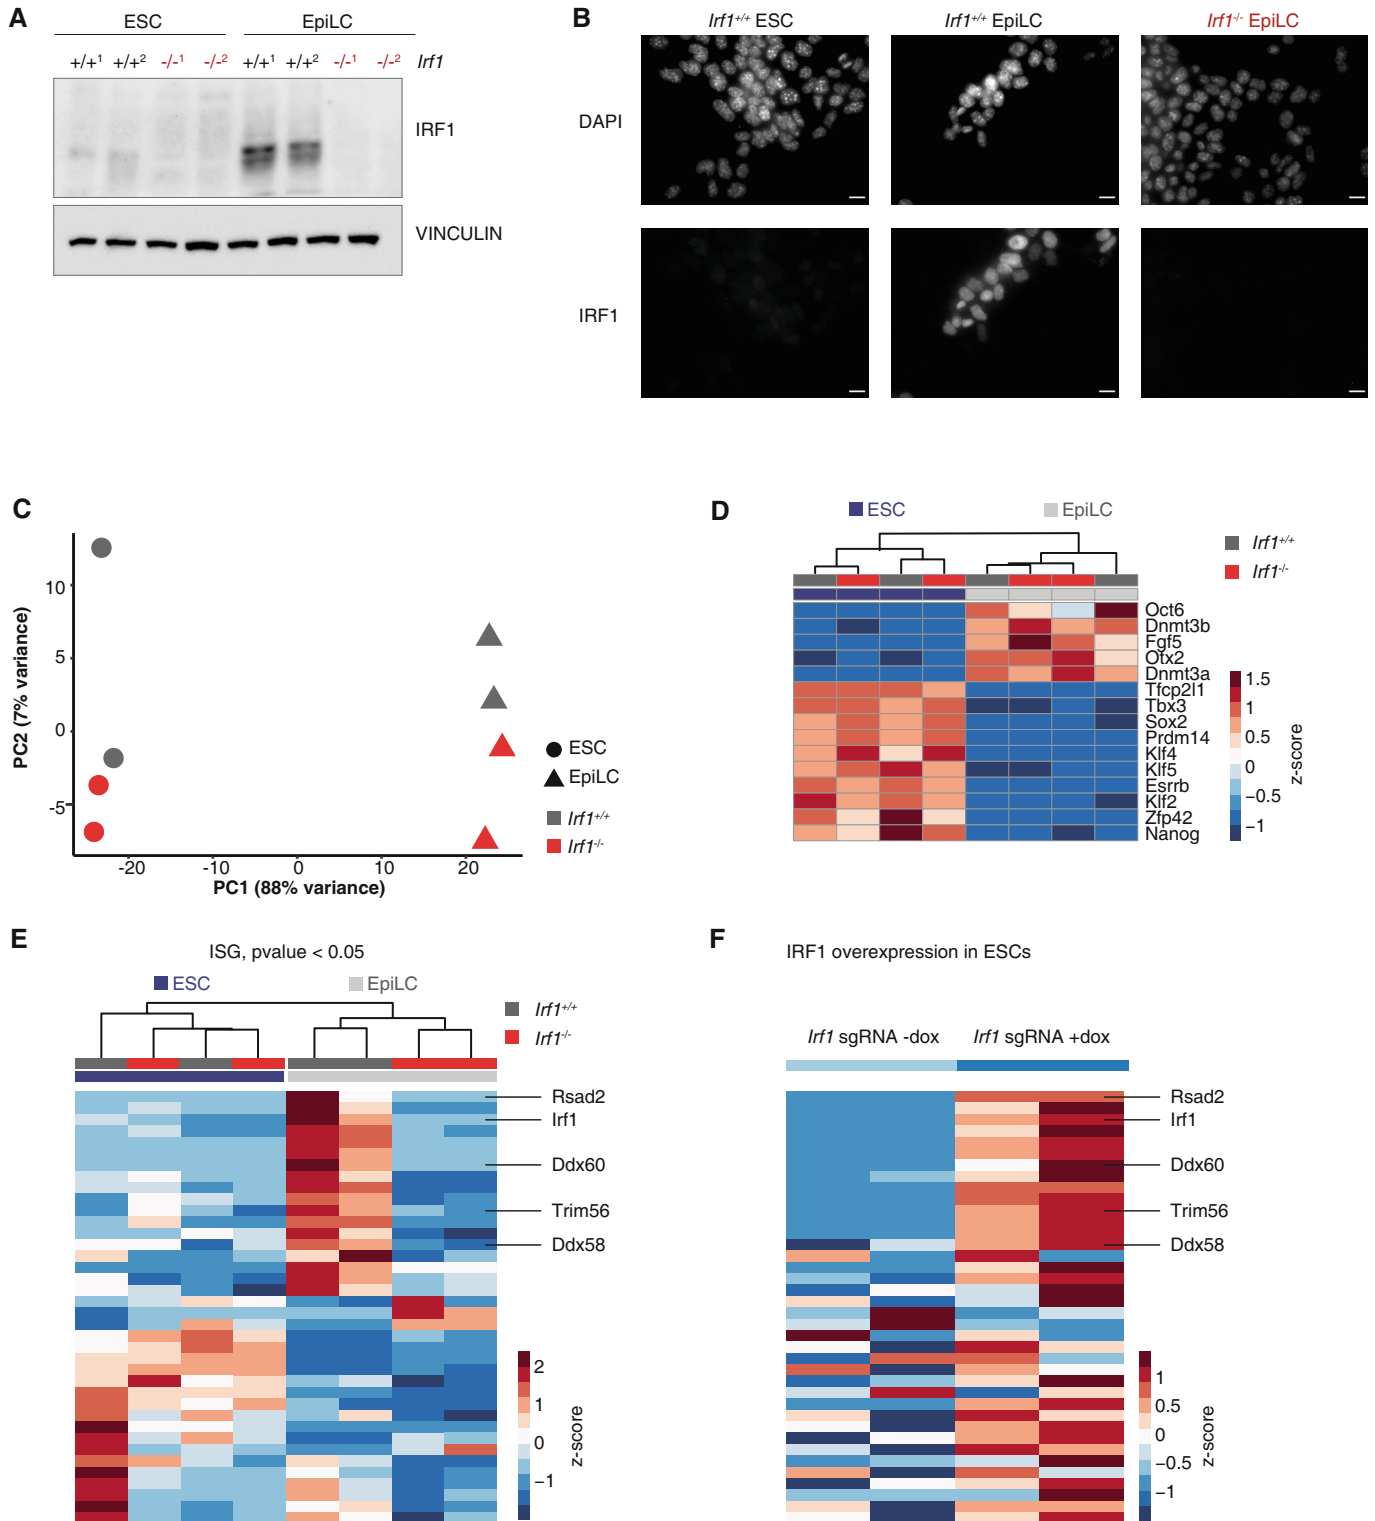 A
ESC EpiLC
+/+1 +/+2 -/-1 -/-2 +/+1 +/+2 -/-1 -/-2 Irf1
IRF1
VINCULIN
B
Irf1+/+ ESC Irf1+/+ EpiLC Irf1-/- EpiLC
DAPI
IRF1
C
PC2 (7% variance)
10
5
0
-5
-20 -10 0 10 20
PC1 (88% variance)
ESC
EpiLC
Irf1+/+
Irf1-/-
D
ESC EpiLC
Irf1+/+
Irf1-/-
Oct6
Dnmt3b
Fgf5
Otx2
Dnmt3a
Tfcp2l1
Tbx3
Sox2
Prdm14
Klf4
Klf5
Esrrb
Klf2
Zfp42
Nanog
1.5
1
0.5
0
−0.5
−1
z-score
E
ISG, pvalue < 0.05
ESC EpiLC
Irf1+/+
Irf1-/-
Rsad2
Irf1
Ddx60
Trim56
Ddx58
2
1
0
−1
z-score
F
IRF1 overexpression in ESCs
Irf1 sgRNA -dox Irf1 sgRNA +dox
Rsad2
Irf1
Ddx60
Trim56
Ddx58
1
0.5
0
−0.5
−1
z-score